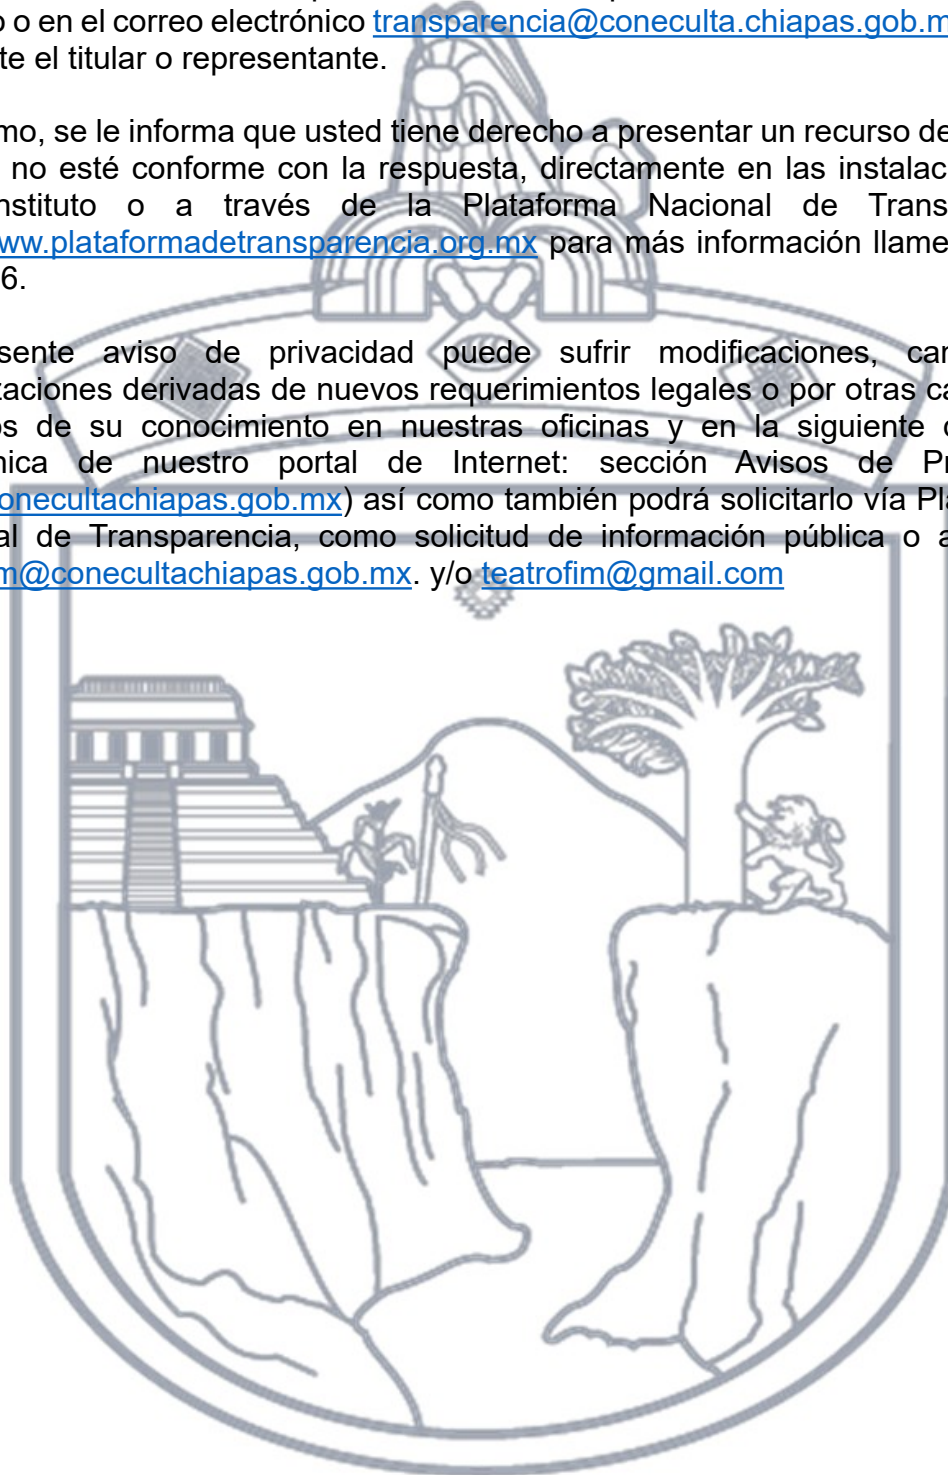 o o en el correo electrónico transparencia@coneculta.chiapas.gob.m
te el titular o representante.
mo, se le informa que usted tiene derecho a presentar un recurso de
no esté conforme con la respuesta, directamente en las instalac
nstituto o a través de la Plataforma Nacional de Trans
ww.plataformadetransparencia.org.mx para más información llame
6.
sente aviso de privacidad puede sufrir modificaciones, car
zaciones derivadas de nuevos requerimientos legales o por otras ca
os de su conocimiento en nuestras oficinas y en la siguiente
nica de nuestro portal de Internet: sección Avisos de Pr
onecultachiapas.gob.mx) así como también podrá solicitarlo vía Pla
al de Transparencia, como solicitud de información pública o a
m@conecultachiapas.gob.mx. y/o teatrofim@gmail.com